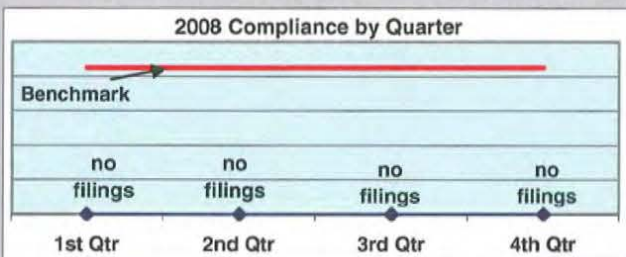 2008 Compliance by Quarter
Benchmark
no no no no
filings filings filings filings
1st Qtr 2nd Qtr 3rd Qtr 4th Qtr